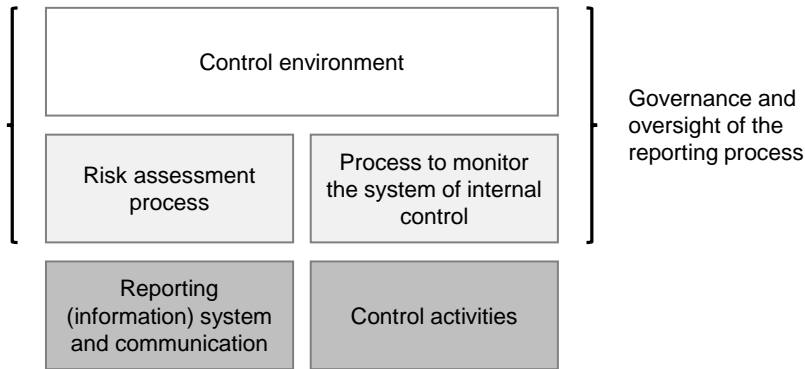 Control environment
Governance and
oversight of the
reporting process
Risk assessment
process
Process to monitor
the system of internal
control
Reporting
(information) system
and communication
Control activities